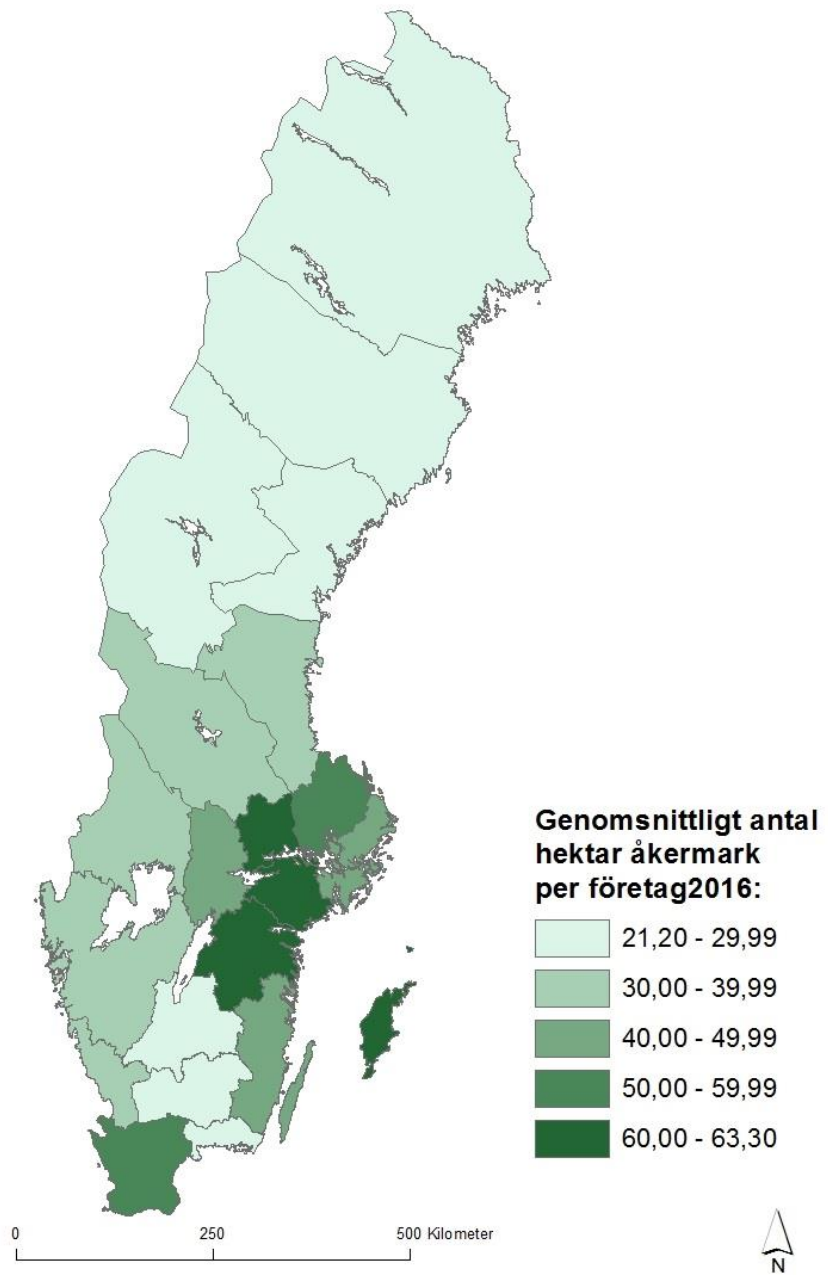 Genomsnittligt antal
hektar åkermark
per företag2016:
21,20 - 29,99
30,00 - 39,99
40,00 - 49,99
50,00 - 59,99
60,00 - 63,30
0 250 500 Kilometer
N